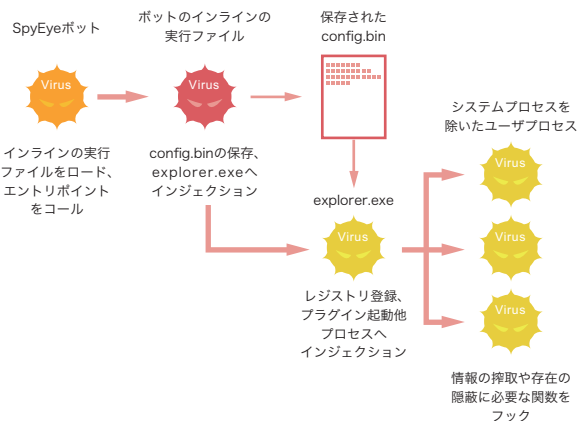 SpyEyeボット
Virus
インラインの実行
ファイルをロード、
エントリポイント
をコール
ボットのインラインの
実行ファイル
Virus
config.binの保存、
explorer.exeへ
インジェクション
保存された
config.bin
explorer.exe
Virus
レジストリ登録、
プラグイン起動他
プロセスへ
インジェクション
システムプロセスを
除いたユーザプロセス
Virus
Virus
Virus
情報の搾取や存在の
隠蔽に必要な関数を
フック